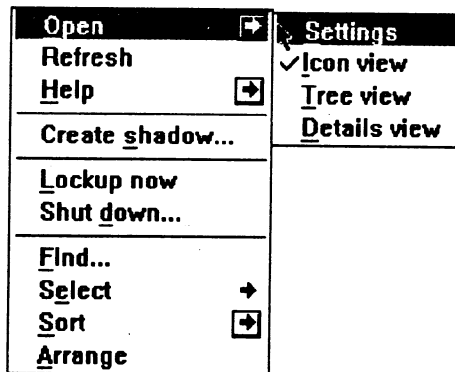 Open
Refresh
Help
Create shadow...
Lockup now
Shut down...
Find...
Select
Sort
Arrange
Settings
Icon view
Tree view
Details view